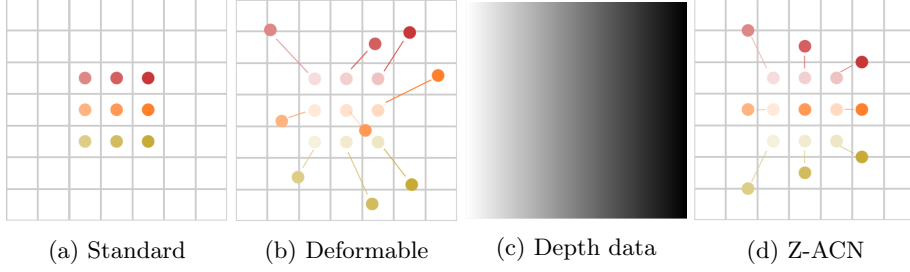 (a) Standard
(b) Deformable
(c) Depth data
(d) Z-ACN